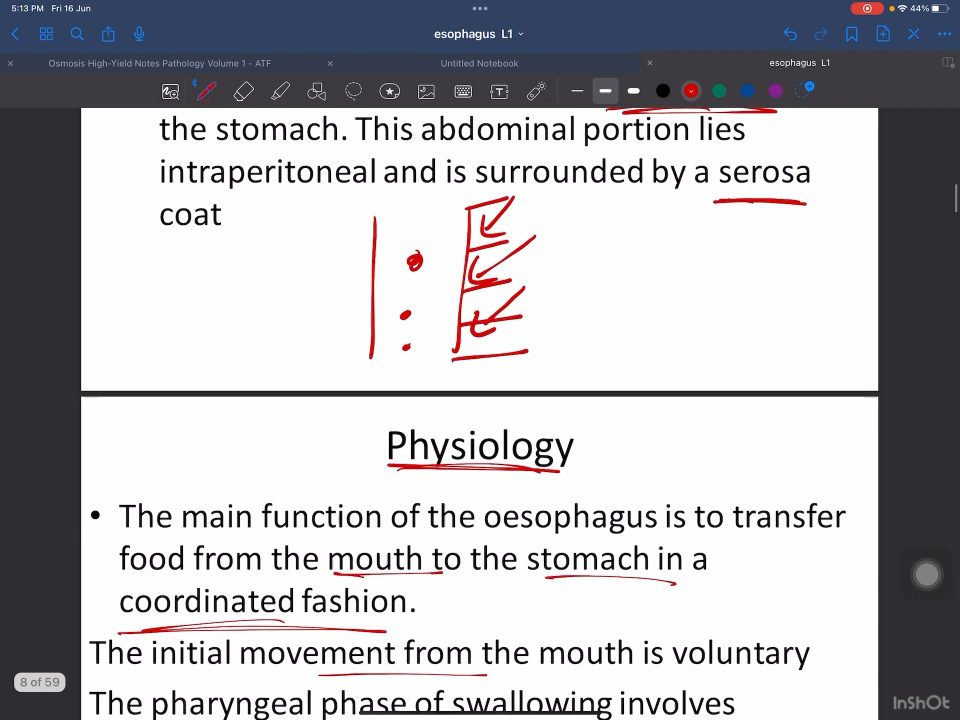 5:13 PM Fri 16 Jun
44%
esophagus L1
Osmosis High-Yield Notes Pathology Volume 1 - ATF
Untitled Notebook
esophagus L1
the stomach. This abdominal portion lies
intraperitoneal and is surrounded by a serosa
coat
Physiology
• The main function of the oesophagus is to transfer
food from the mouth to the stomach in a
coordinated fashion.
The initial movement from the mouth is voluntary
8 of 59
The pharyngeal phase of swallowing involves
InShOt